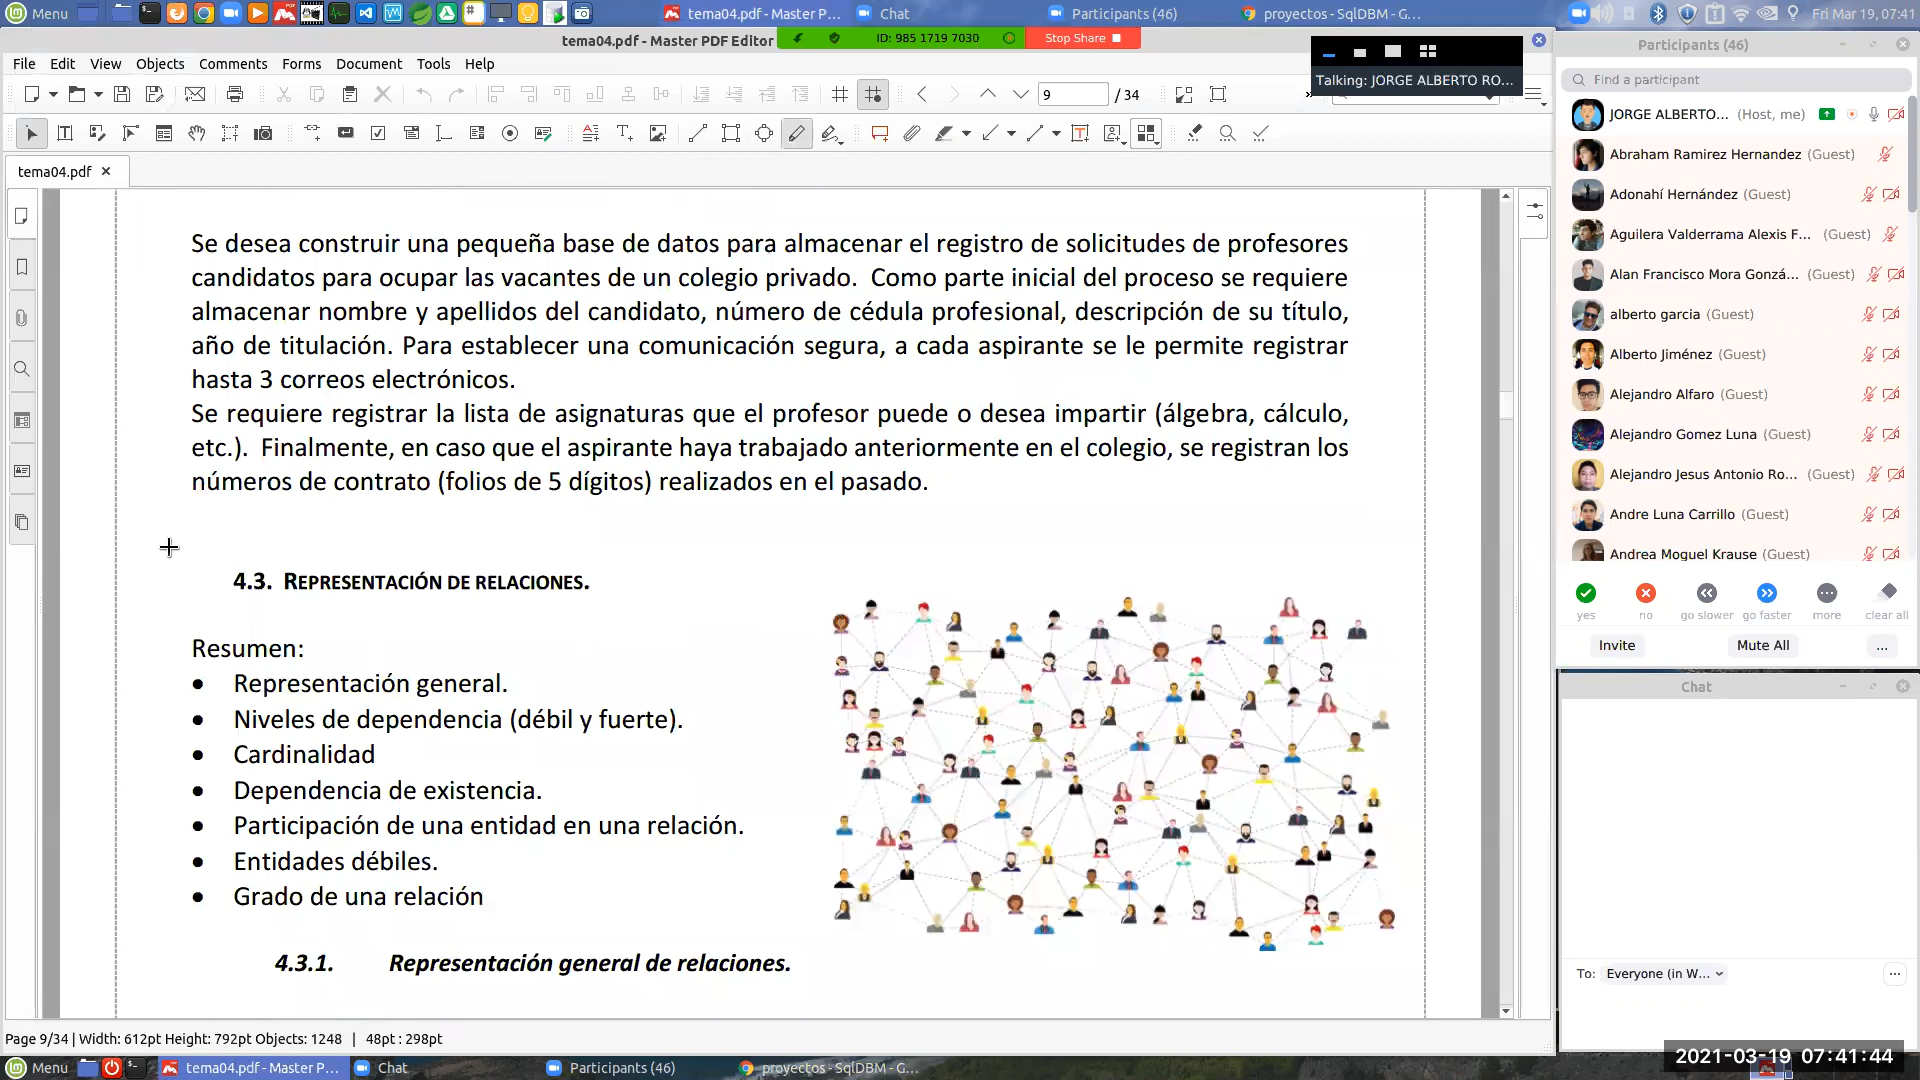 Menu
tema04.pdf - Master P...
Chat
Participants (46)
proyectos - SqlDBM - G...
Fri Mar 19, 07:41
tema04.pdf - Master PDF Editor
ID: 985 1719 7030
Stop Share
Talking: JORGE ALBERTO RO...
File Edit View Objects Comments Forms Document Tools Help
9 / 34
tema04.pdf
Se desea construir una pequeña base de datos para almacenar el registro de solicitudes de profesores
candidatos para ocupar las vacantes de un colegio privado. Como parte inicial del proceso se requiere
almacenar nombre y apellidos del candidato, número de cédula profesional, descripción de su título,
año de titulación. Para establecer una comunicación segura, a cada aspirante se le permite registrar
hasta 3 correos electrónicos.
Se requiere registrar la lista de asignaturas que el profesor puede o desea impartir (álgebra, cálculo,
etc.). Finalmente, en caso que el aspirante haya trabajado anteriormente en el colegio, se registran los
números de contrato (folios de 5 dígitos) realizados en el pasado.
4.3. REPRESENTACIÓN DE RELACIONES.
Resumen:
• Representación general.
• Niveles de dependencia (débil y fuerte).
• Cardinalidad
• Dependencia de existencia.
• Participación de una entidad en una relación.
• Entidades débiles.
• Grado de una relación
4.3.1. Representación general de relaciones.
Page 9/34 | Width: 612pt Height: 792pt Objects: 1248 | 48pt : 298pt
Participants (46)
Find a participant
JORGE ALBERTO... (Host, me)
Abraham Ramirez Hernandez (Guest)
Adonahí Hernández (Guest)
Aguilera Valderrama Alexis F... (Guest)
Alan Francisco Mora Gonzá... (Guest)
alberto garcia (Guest)
Alberto Jiménez (Guest)
Alejandro Alfaro (Guest)
Alejandro Gomez Luna (Guest)
Alejandro Jesus Antonio Ro... (Guest)
Andre Luna Carrillo (Guest)
Andrea Moguel Krause (Guest)
yes no go slower go faster more clear all
Invite Mute All ...
Chat
To: Everyone (in W...
Menu
tema04.pdf - Master P...
Chat
Participants (46)
proyectos - SqlDBM - G...
2021-03-19 07:41:44